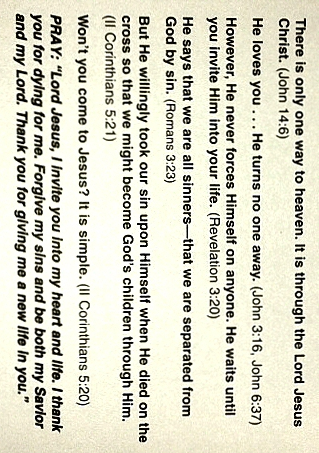 There is only one way to heaven. It is through the Lord Jesus
Christ. (John 14:6)
He loves you . . . He turns no one away. (John 3:16, John 6:37)
However, He never forces Himself on anyone. He waits until
you invite Him into your life. (Revelation 3:20)
He says that we are all sinners—that we are separated from
God by sin. (Romans 3:23)
But He willingly took our sin upon Himself when He died on the
cross so that we might become God's children through Him.
(II Corinthians 5:21)
Won't you come to Jesus? It is simple. (II Corinthians 5:20)
PRAY: "Lord Jesus, I invite you into my heart and life. I thank
you for dying for me. Forgive my sins and be both my Savior
and my Lord. Thank you for giving me a new life in you."